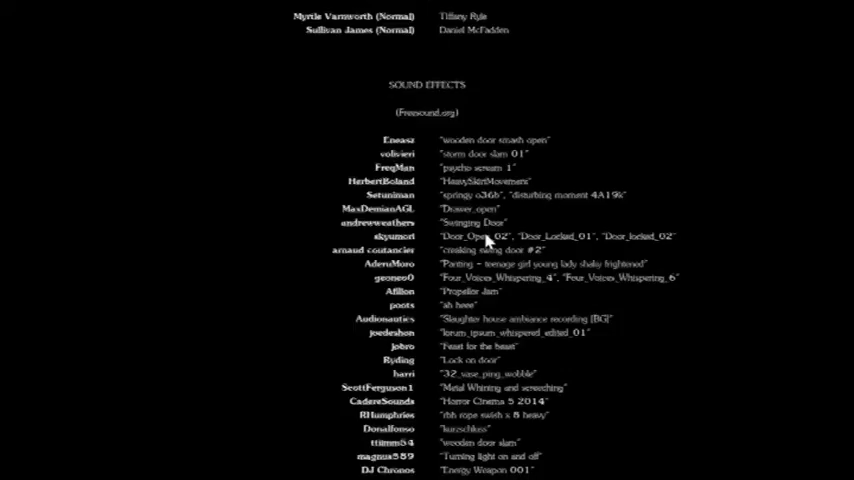 Myrtle Varnworth (Normal) Tiffany Ryle
Sullivan James (Normal) Daniel McFadden
SOUND EFFECTS
(Freesound.org)
Eneasz "wooden door smash open"
volivieri "storm door slam 01"
FreqMan "psycho scream 1"
HerbertBoland "HeavySkirtMovement"
Setuniman "springy o36b", "disturbing moment 4A19k"
MaxDemianAGL "Drawer_open"
andrewweathers "Swinging Door"
skyumori "Door_Open_02", "Door_Locked_01", "Door_locked_02"
arnaud coutancier "creaking swing door #2"
AderuMoro "Panting - teenage girl young lady shaky frightened"
geoneo0 "Four_Voices_Whispering_4", "Four_Voices_Whispering_6"
Afilion "Propeller Jam"
poots "ah heee"
Audionautics "Slaughter house ambiance recording [BG]"
joedeshon "lorum_ipsum_whispered_edited_01"
jobro "Feast for the beast"
Ryding "Lock on door"
harri "32_vase_ping_wobble"
ScottFerguson1 "Metal Whining and screeching"
CadereSounds "Horror Cinema 5 2014"
RHumphries "rbh rope swish x 8 heavy"
Donalfonso "kurzschluss"
ttiimm54 "wooden door slam"
magnus589 "Turning light on and off"
DJ Chronos "Energy Weapon 001"